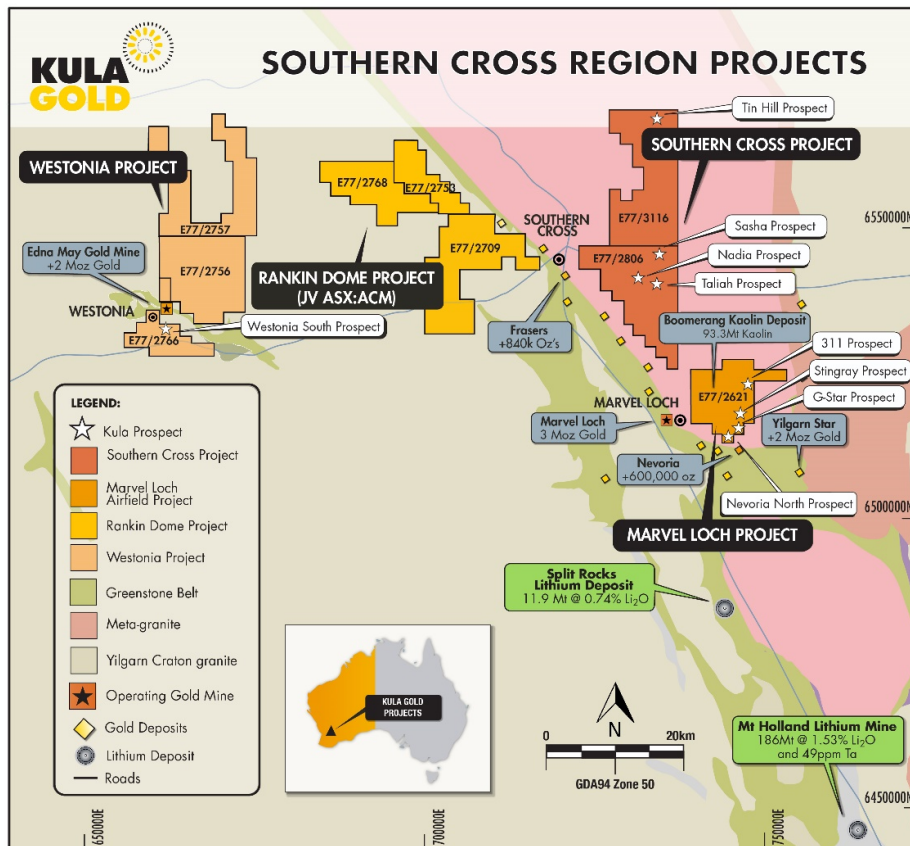 KULA
GOLD
SOUTHERN CROSS REGION PROJECTS
Tin Hill Prospect
WESTONIA PROJECT
SOUTHERN CROSS PROJECT
E77/2768
E77/2753
E77/3116
6550000N
E77/2757
SOUTHERN
CROSS
Sasha Prospect
E77/2709
Edna May Gold Mine
+2 Moz Gold
E77/2756
E77/2806
Nadia Prospect
RANKIN DOME PROJECT
(JV ASX:ACM)
Taliah Prospect
WESTONIA
Westonia South Prospect
E77/2766
Frasers
+840k Oz's
Boomerang Kaolin Deposit
93.3Mt Kaolin
311 Prospect
Stingray Prospect
E77/2621
G-Star Prospect
MARVEL LOCH
Marvel Loch
3 Moz Gold
Yilgarn Star
+2 Moz Gold
Nevoria
+600,000 oz
Nevoria North Prospect
6500000N
MARVEL LOCH PROJECT
LEGEND:
Kula Prospect
Southern Cross Project
Marvel Loch
Airfield Project
Rankin Dome Project
Westonia Project
Greenstone Belt
Meta-granite
Yilgarn Craton granite
Operating Gold Mine
Gold Deposits
Lithium Deposit
Roads
Split Rocks
Lithium Deposit
11.9 Mt @ 0.74% Li₂O
KULA GOLD
PROJECTS
N
0 20km
GDA94 Zone 50
Mt Holland Lithium Mine
186Mt @ 1.53% Li₂O
and 49ppm Ta
6450000N
650000E
700000E
750000E